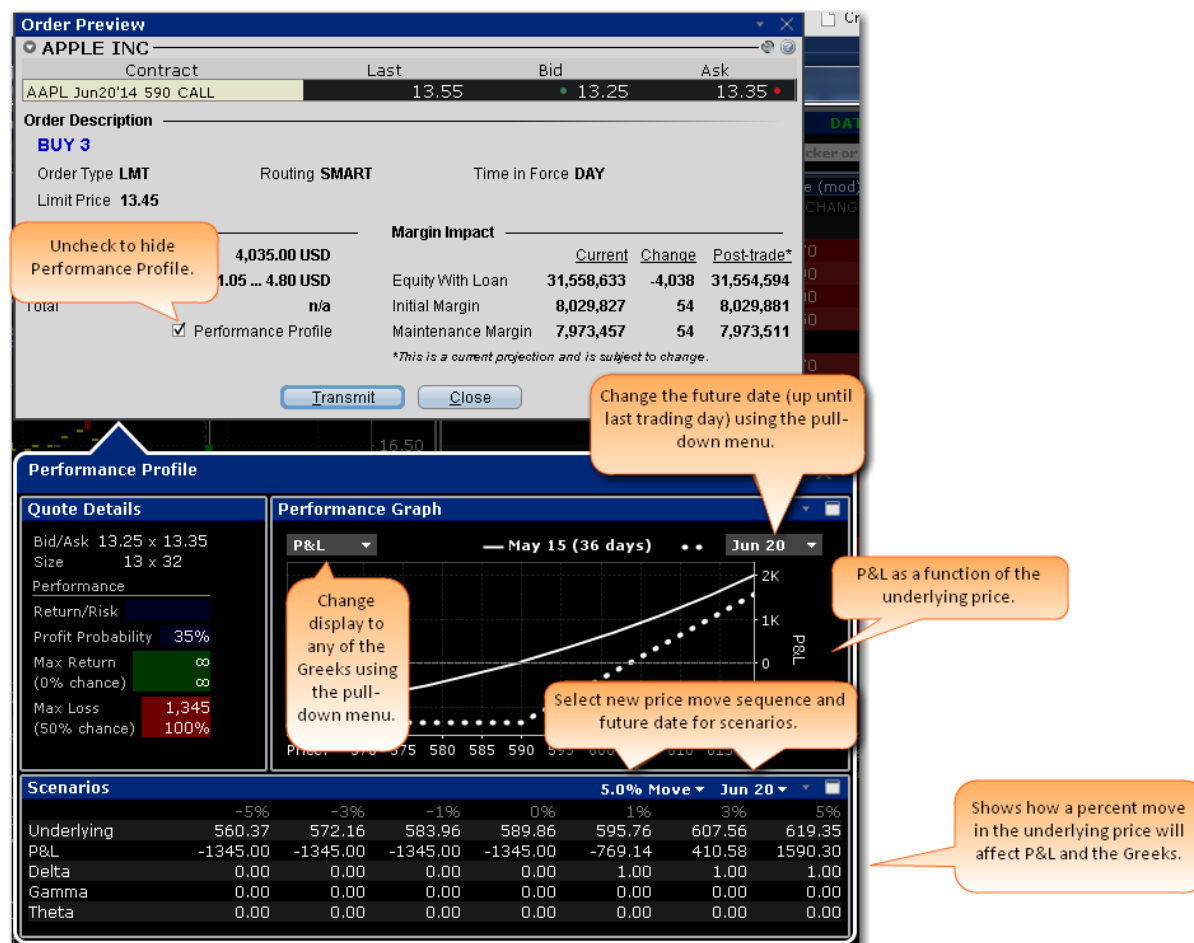 Order Preview
Cr
APPLE INC
Contract Last Bid Ask
AAPL Jun20'14 590 CALL 13.55 13.25 13.35
Order Description
DAT
BUY 3
cker or
Order Type LMT Routing SMART Time in Force DAY
e (mod)
Limit Price 13.45
CHANG
Uncheck to hide
Performance Profile.
Margin Impact
4,035.00 USD
Current Change Post-trade*
1.05 ... 4.80 USD
Equity With Loan 31,558,633 -4,038 31,554,594
Total n/a
Initial Margin 8,029,827 54 8,029,881
Performance Profile
Maintenance Margin 7,973,457 54 7,973,511
*This is a current projection and is subject to change.
Transmit Close
Change the future date (up until
last trading day) using the pull-
down menu.
16.50
Performance Profile
Quote Details
Performance Graph
Bid/Ask 13.25 x 13.35
Size 13 x 32
Performance
Return/Risk
Profit Probability 35%
Max Return ∞
(0% chance) ∞
Max Loss 1,345
(50% chance) 100%
P&L
May 15 (36 days)
Jun 20
2K
1K
0
P&L
P&L as a function of the
underlying price.
Change
display to
any of the
Greeks using
the pull-
down menu.
Select new price move sequence and
future date for scenarios.
575 580 585 590
Scenarios
5.0% Move Jun 20
-5% -3% -1% 0% 1% 3% 5%
Underlying 560.37 572.16 583.96 589.86 595.76 607.56 619.35
P&L -1345.00 -1345.00 -1345.00 -1345.00 -769.14 410.58 1590.30
Delta 0.00 0.00 0.00 0.00 1.00 1.00 1.00
Gamma 0.00 0.00 0.00 0.00 0.00 0.00 0.00
Theta 0.00 0.00 0.00 0.00 0.00 0.00 0.00
Shows how a percent move
in the underlying price will
affect P&L and the Greeks.